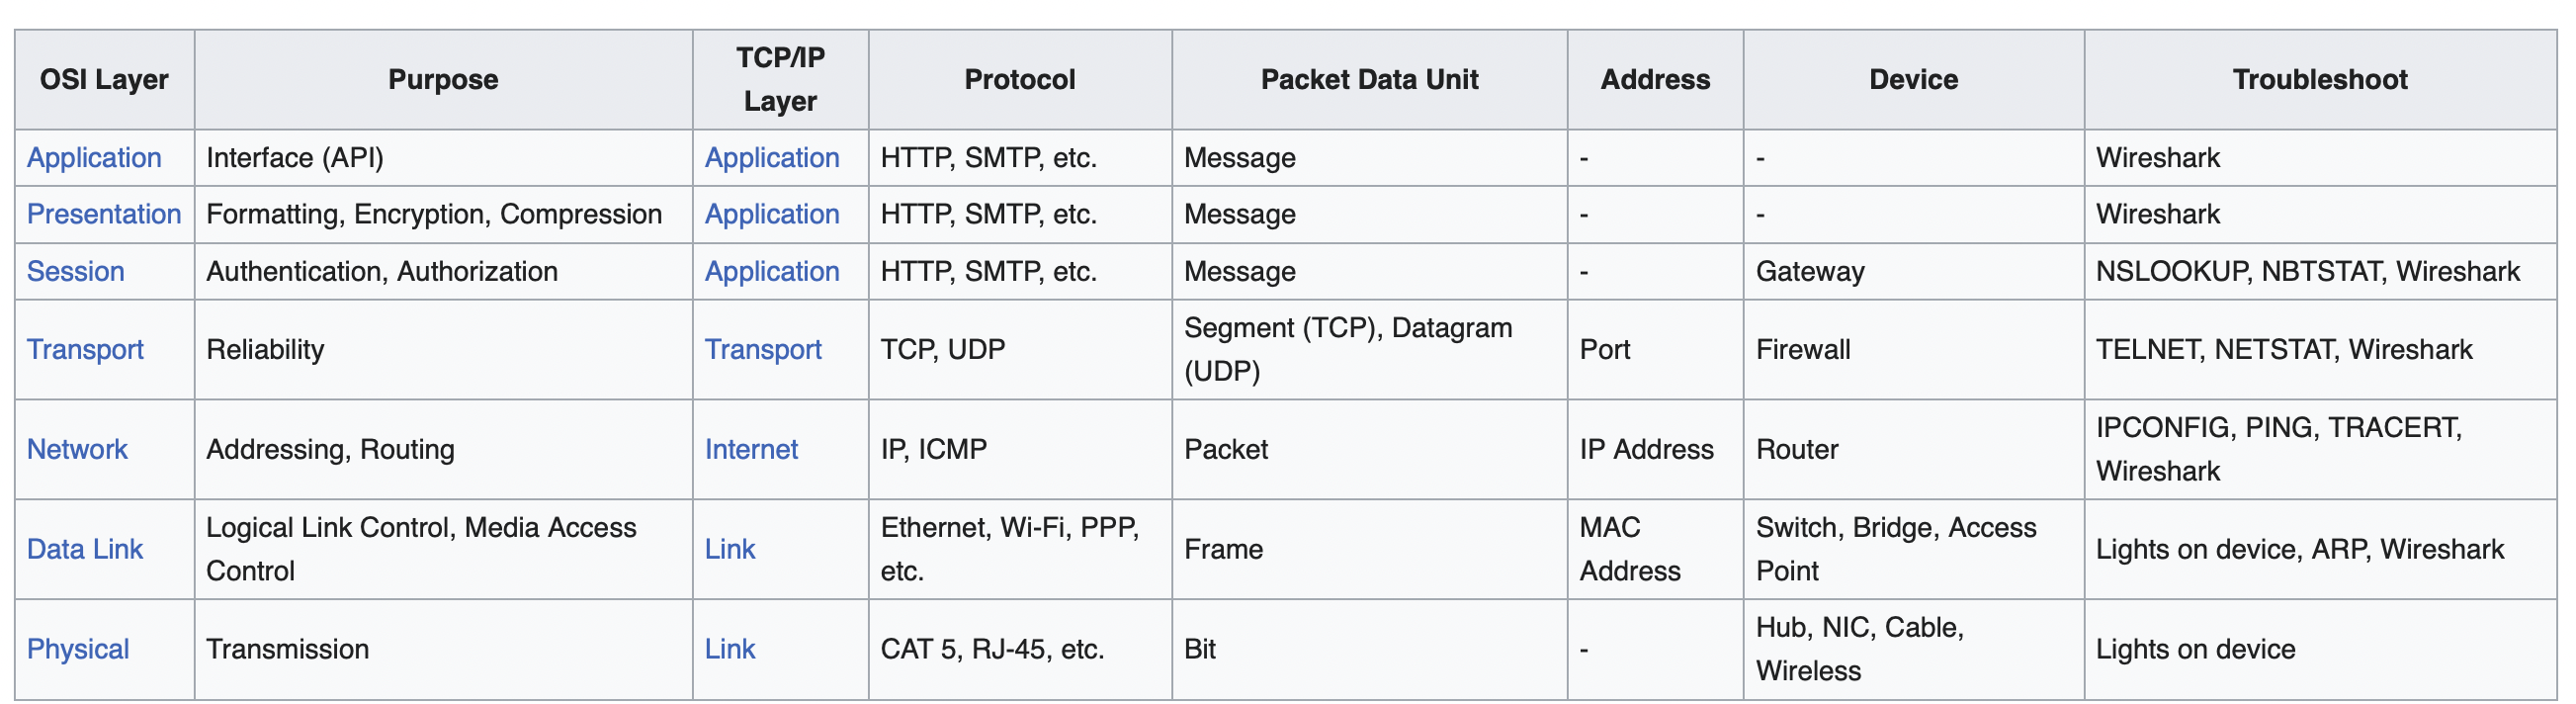 OSI Layer Purpose TCP/IP Layer Protocol Packet Data Unit Address Device Troubleshoot
Application Interface (API) Application HTTP, SMTP, etc. Message - - Wireshark
Presentation Formatting, Encryption, Compression Application HTTP, SMTP, etc. Message - - Wireshark
Session Authentication, Authorization Application HTTP, SMTP, etc. Message - Gateway NSLOOKUP, NBTSTAT, Wireshark
Transport Reliability Transport TCP, UDP Segment (TCP), Datagram (UDP) Port Firewall TELNET, NETSTAT, Wireshark
Network Addressing, Routing Internet IP, ICMP Packet IP Address Router IPCONFIG, PING, TRACERT, Wireshark
Data Link Logical Link Control, Media Access Control Link Ethernet, Wi-Fi, PPP, etc. Frame MAC Address Switch, Bridge, Access Point Lights on device, ARP, Wireshark
Physical Transmission Link CAT 5, RJ-45, etc. Bit - Hub, NIC, Cable, Wireless Lights on device